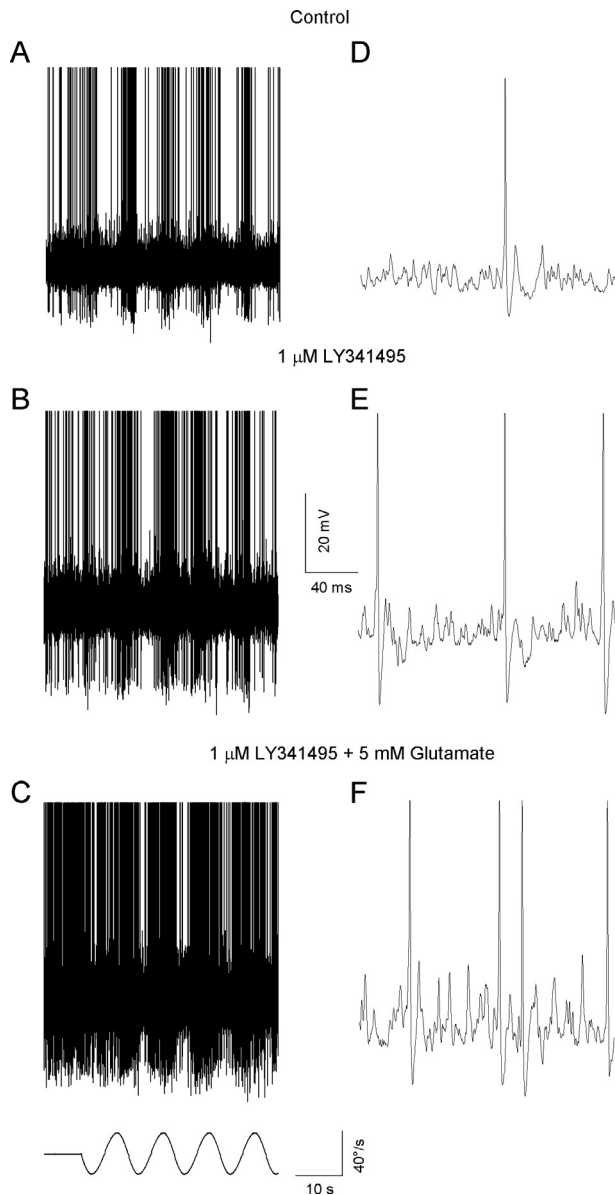 Control
A
D
1 μM LY341495
B
E
20 mV
40 ms
1 μM LY341495 + 5 mM Glutamate
C
F
40°/s
10 s